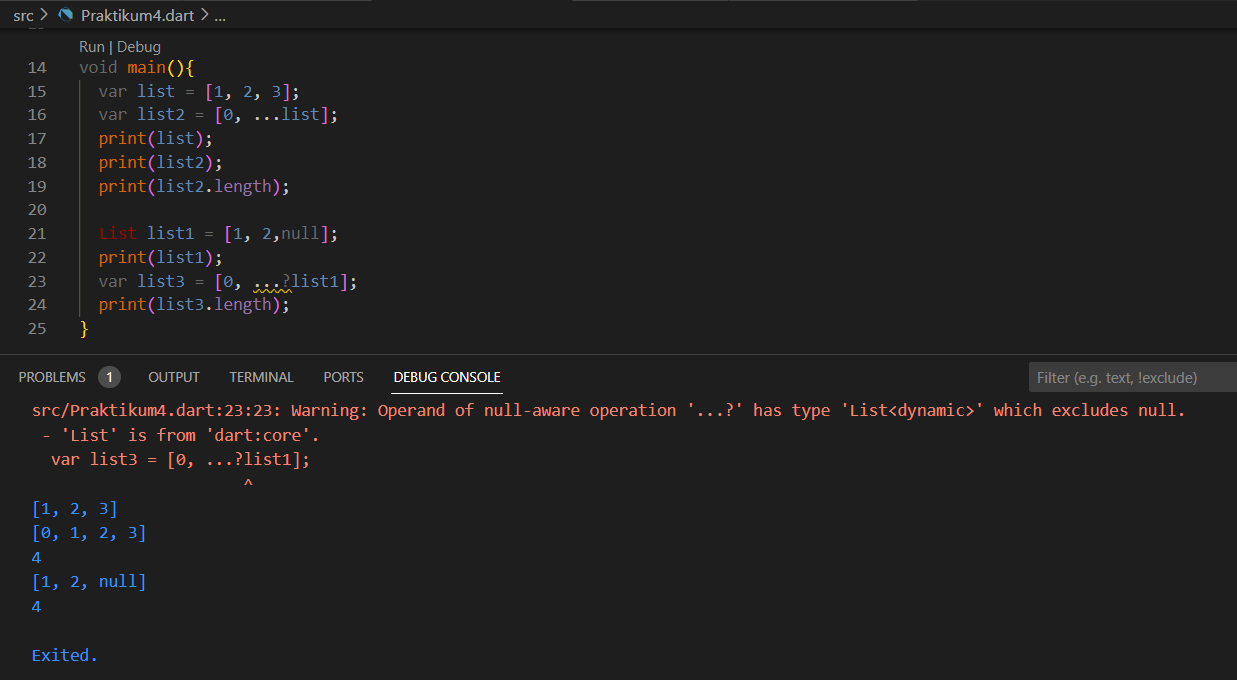 src > Praktikum4.dart > ...
Run | Debug
14 void main(){
15 var list = [1, 2, 3];
16 var list2 = [0, ...list];
17 print(list);
18 print(list2);
19 print(list2.length);
20
21 List list1 = [1, 2,null];
22 print(list1);
23 var list3 = [0, ...?list1];
24 print(list3.length);
25 }
PROBLEMS 1 OUTPUT TERMINAL PORTS DEBUG CONSOLE Filter (e.g. text, !exclude)
src/Praktikum4.dart:23:23: Warning: Operand of null-aware operation '...?' has type 'List<dynamic>' which excludes null.
- 'List' is from 'dart:core'.
var list3 = [0, ...?list1];
^
[1, 2, 3]
[0, 1, 2, 3]
4
[1, 2, null]
4
Exited.